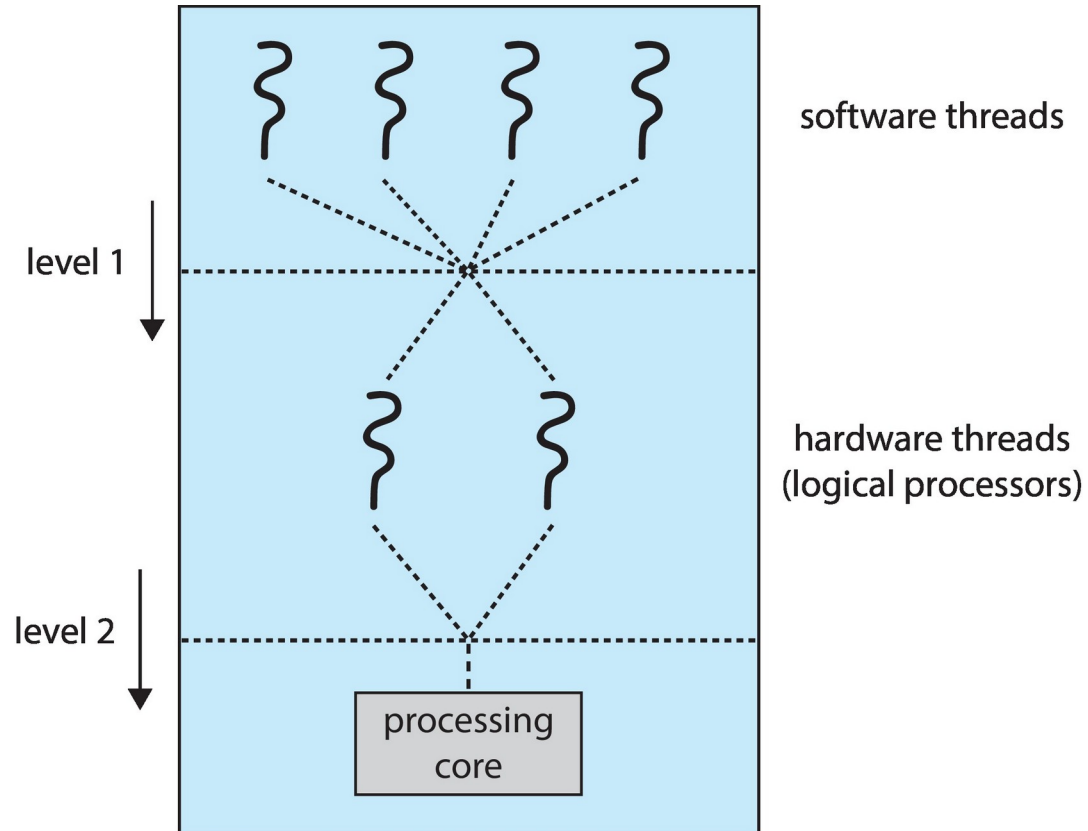 software threads
level 1
hardware threads
(logical processors)
level 2
processing
core